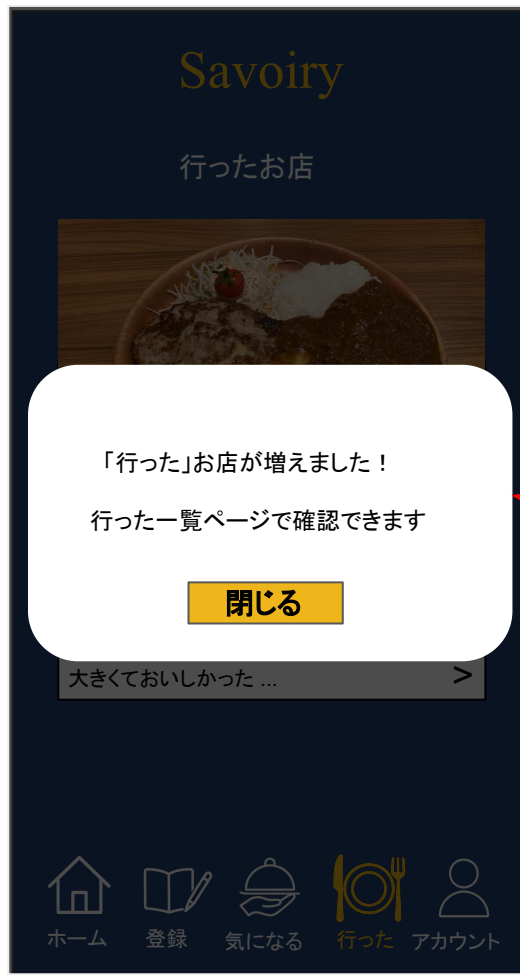 Savoiry
行ったお店
「行った」お店が増えました！
行った一覧ページで確認できます
閉じる
大きくておいしかった ... >
ホーム 登録 気になる 行った アカウント